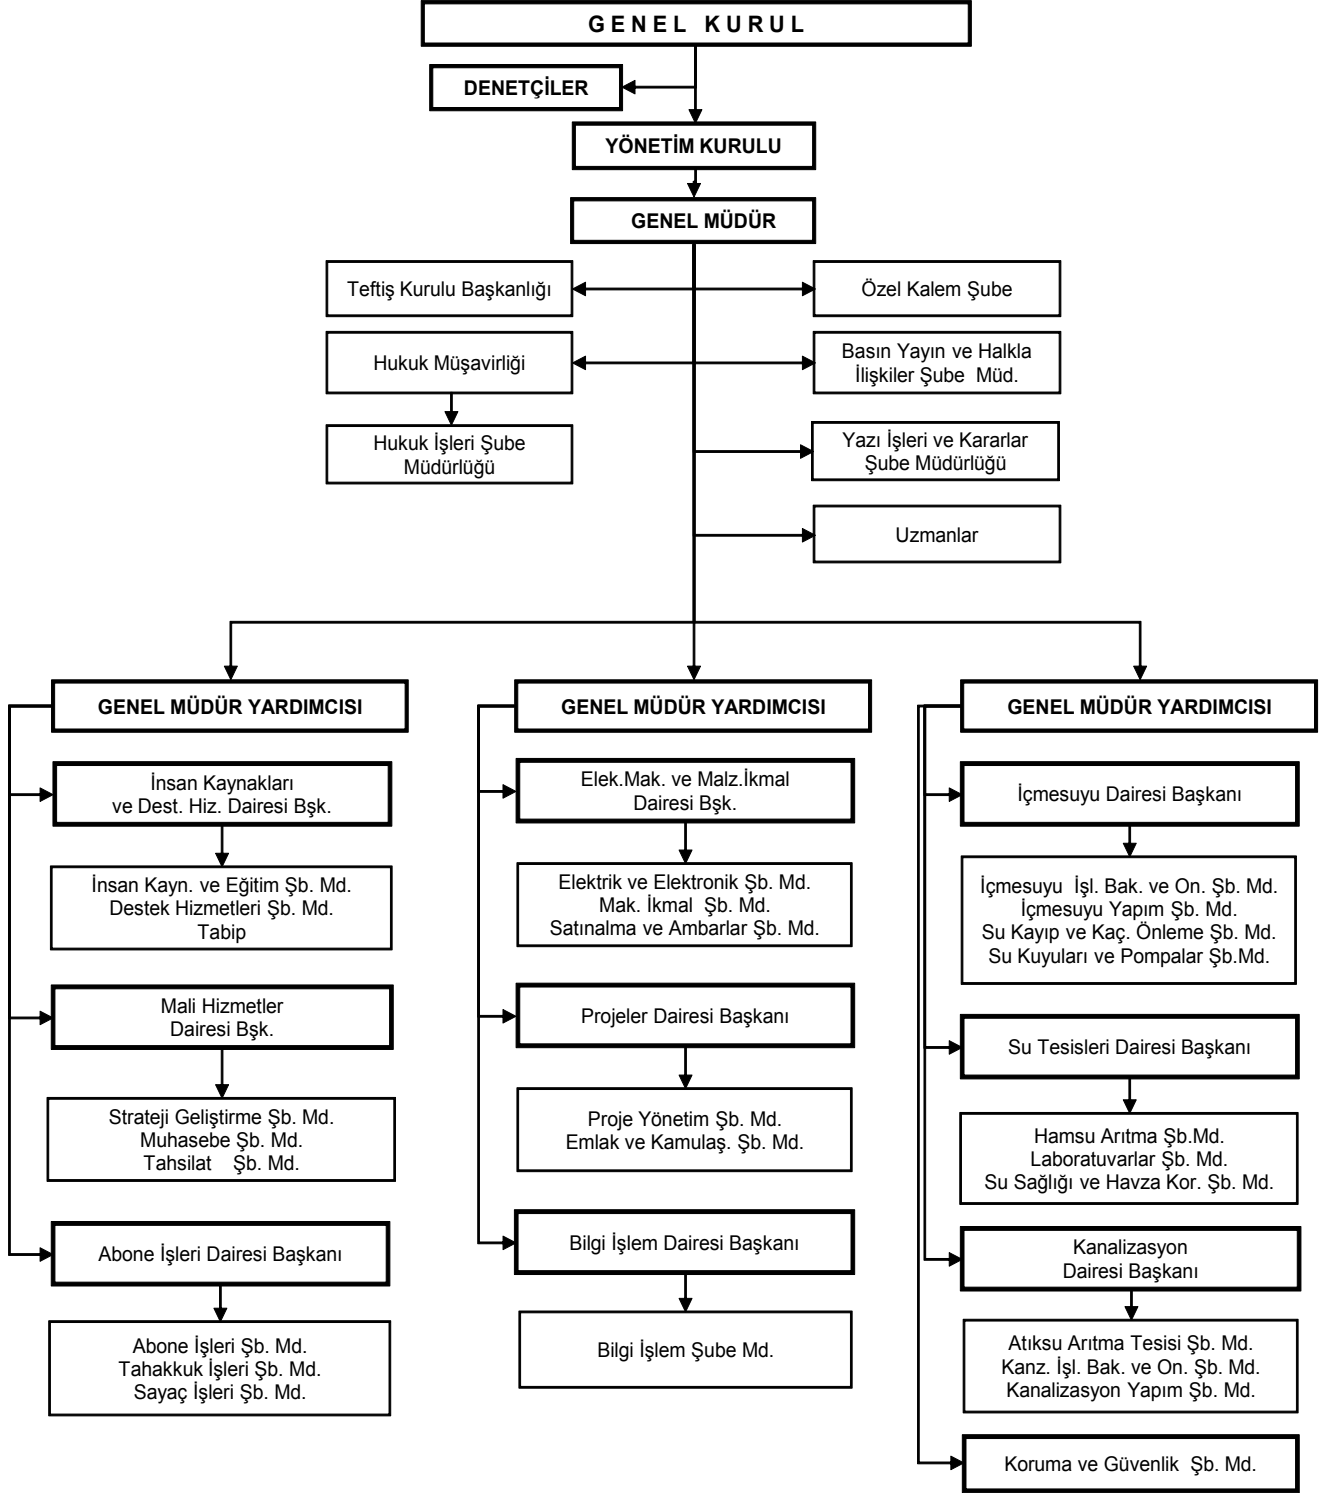 GENEL KURUL
DENETÇİLER
YÖNETİM KURULU
GENEL MÜDÜR
Teftiş Kurulu Başkanlığı
Özel Kalem Şube
Hukuk Müşavirliği
Basın Yayın ve Halkla
İlişkiler Şube Müd.
Hukuk İşleri Şube
Müdürlüğü
Yazı İşleri ve Kararlar
Şube Müdürlüğü
Uzmanlar
GENEL MÜDÜR YARDIMCISI
İnsan Kaynakları
ve Dest. Hiz. Dairesi Bşk.
İnsan Kayn. ve Eğitim Şb. Md.
Destek Hizmetleri Şb. Md.
Tabip
Mali Hizmetler
Dairesi Bşk.
Strateji Geliştirme Şb. Md.
Muhasebe Şb. Md.
Tahsilat Şb. Md.
Abone İşleri Dairesi Başkanı
Abone İşleri Şb. Md.
Tahakkuk İşleri Şb. Md.
Sayaç İşleri Şb. Md.
GENEL MÜDÜR YARDIMCISI
Elek.Mak. ve Malz.İkmal
Dairesi Bşk.
Elektrik ve Elektronik Şb. Md.
Mak. İkmal Şb. Md.
Satınalma ve Ambarlar Şb. Md.
Projeler Dairesi Başkanı
Proje Yönetim Şb. Md.
Emlak ve Kamulaş. Şb. Md.
Bilgi İşlem Dairesi Başkanı
Bilgi İşlem Şube Md.
GENEL MÜDÜR YARDIMCISI
İçmesuyu Dairesi Başkanı
İçmesuyu İşl. Bak. ve On. Şb. Md.
İçmesuyu Yapım Şb. Md.
Su Kayıp ve Kaç. Önleme Şb. Md.
Su Kuyuları ve Pompalar Şb.Md.
Su Tesisleri Dairesi Başkanı
Hamsu Arıtma Şb.Md.
Laboratuvarlar Şb. Md.
Su Sağlığı ve Havza Kor. Şb. Md.
Kanalizasyon
Dairesi Başkanı
Atıksu Arıtma Tesisi Şb. Md.
Kanz. İşl. Bak. ve On. Şb. Md.
Kanalizasyon Yapım Şb. Md.
Koruma ve Güvenlik Şb. Md.